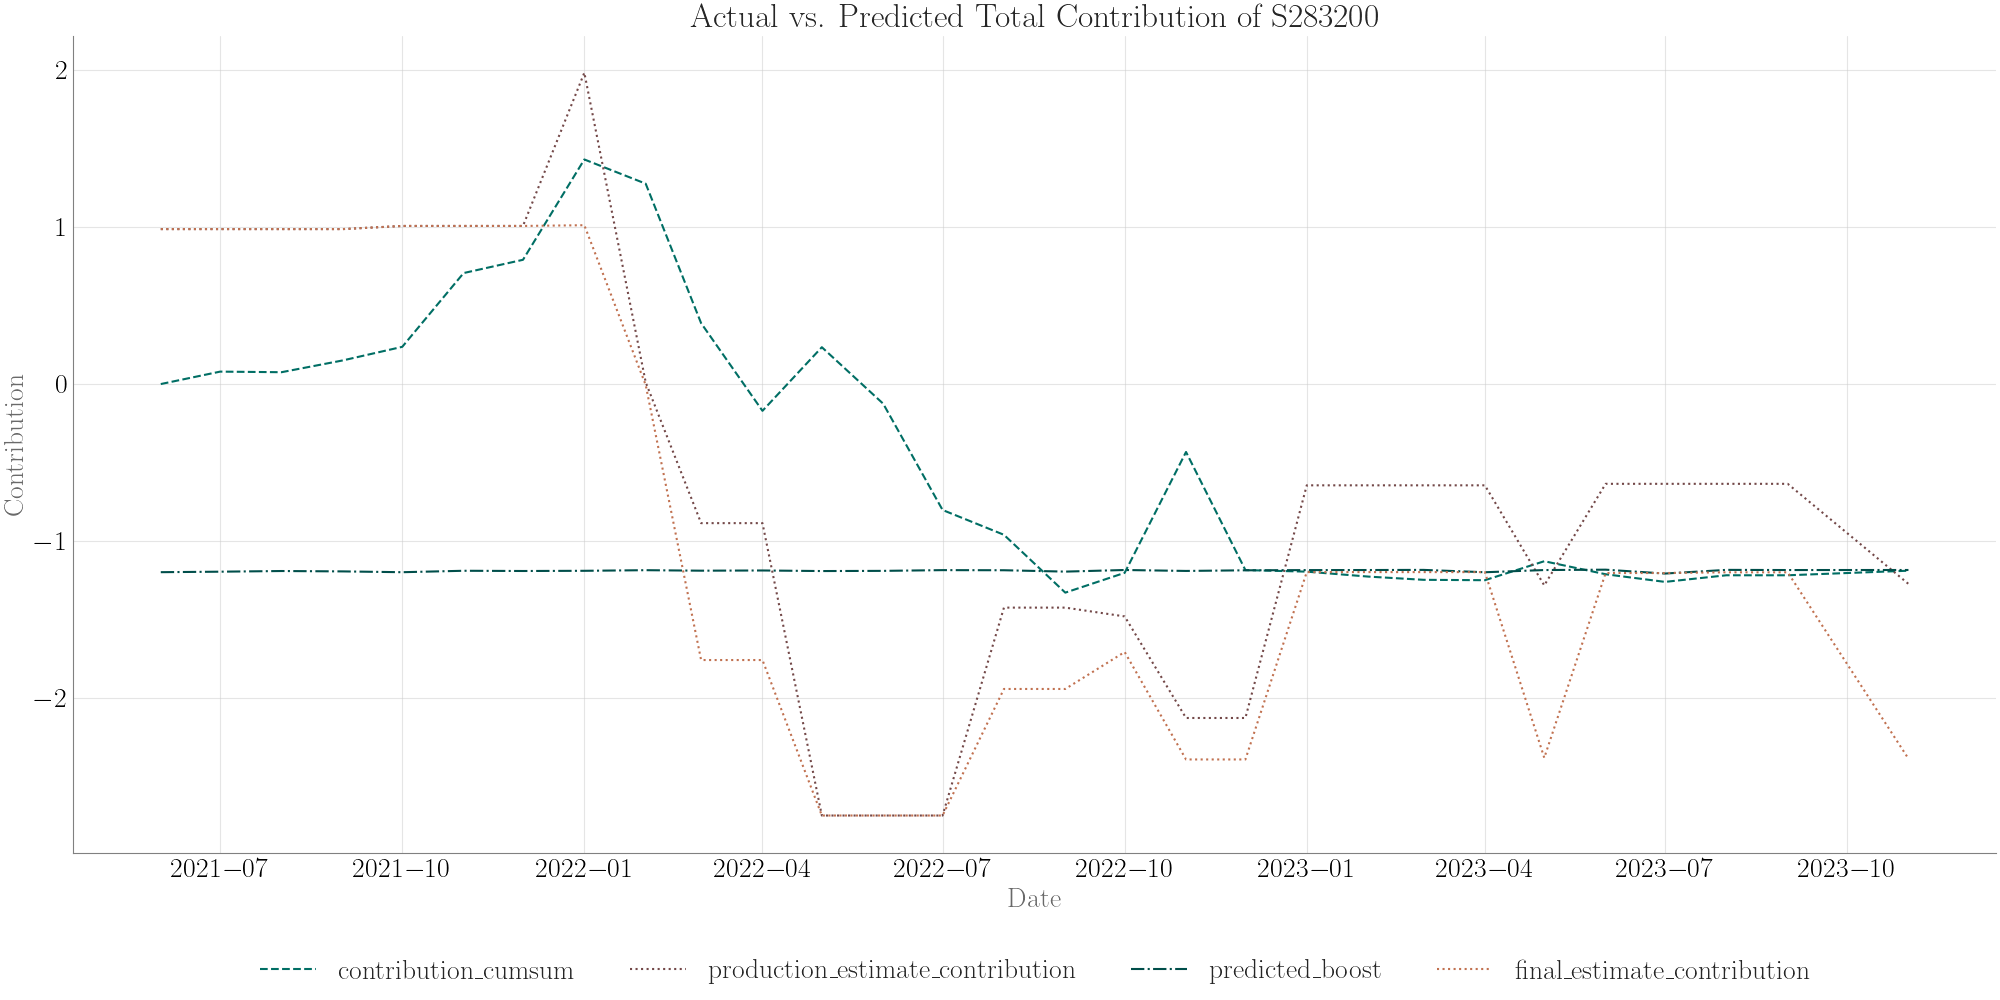 Actual vs. Predicted Total Contribution of S283200
2
1
0
−1
−2
Contribution
2021−07 2021−10 2022−01 2022−04 2022−07 2022−10 2023−01 2023−04 2023−07 2023−10
Date
contribution_cumsum production_estimate_contribution predicted_boost final_estimate_contribution